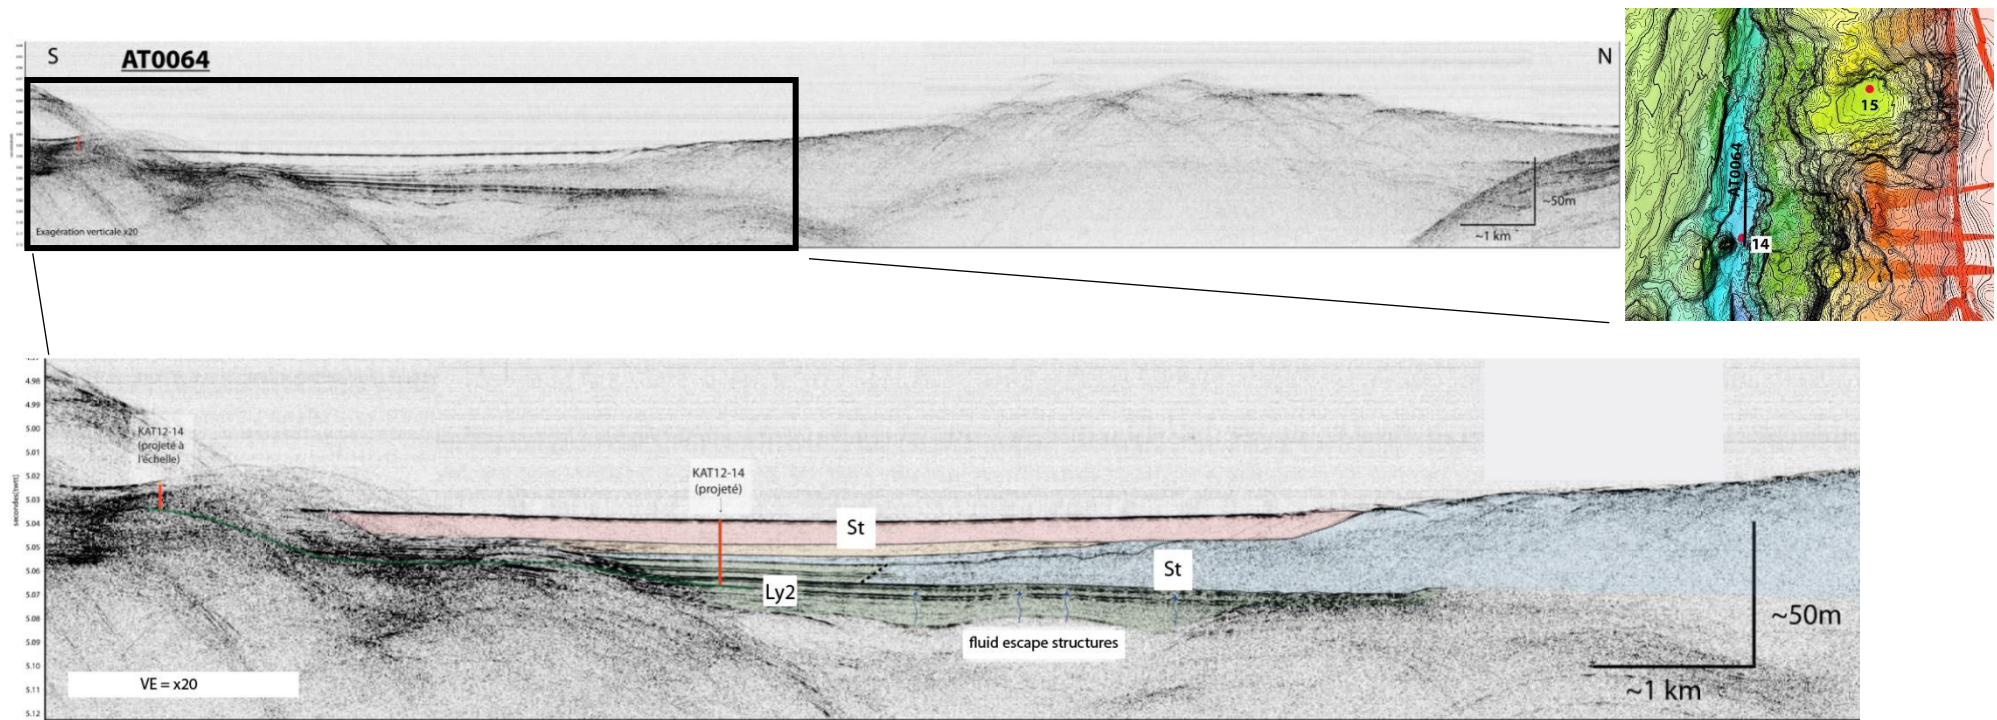 S
AT0064
N
Exagération verticale x20
~50m
~1 km
15
AT0064
14
4.98
4.99
5.00
5.01
5.02
5.03
5.04
5.05
5.06
5.07
5.08
5.09
5.10
5.11
5.12
secondes(twtt)
KAT12-14
(projeté à
l'échelle)
KAT12-14
(projeté)
St
St
Ly2
fluid escape structures
VE = x20
~50m
~1 km